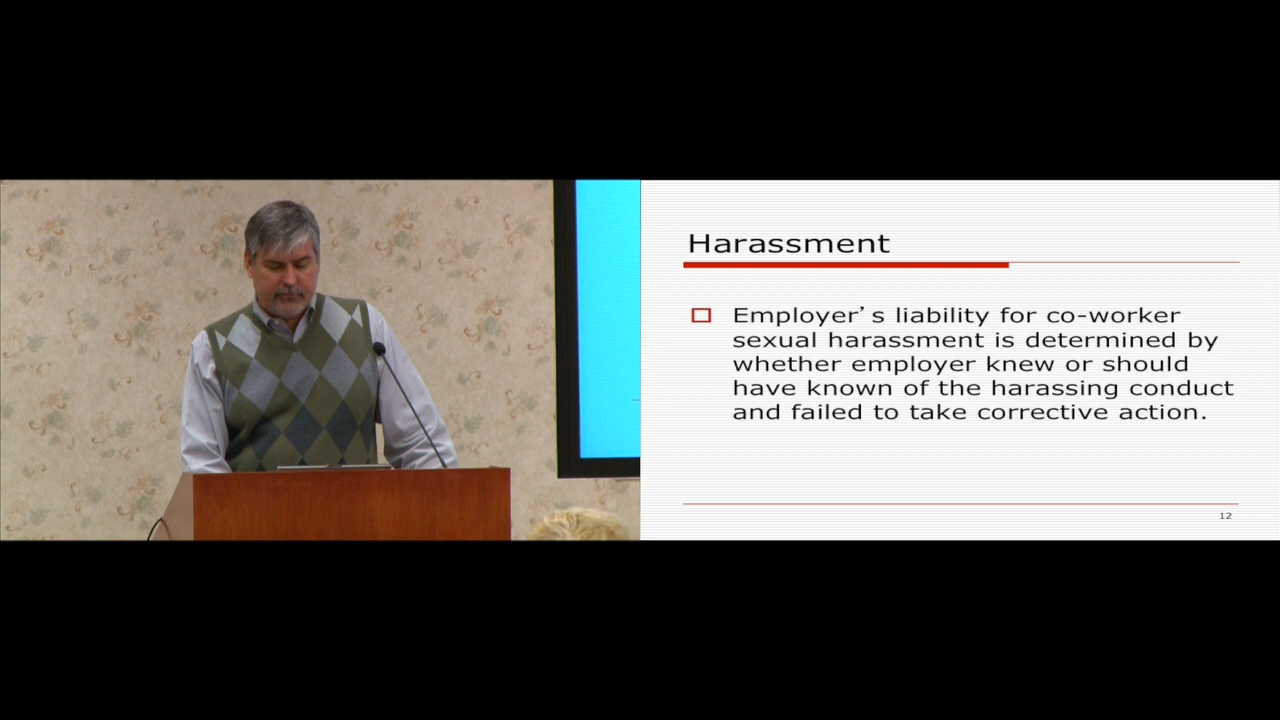 Harassment
Employer’s liability for co-worker
sexual harassment is determined by
whether employer knew or should
have known of the harassing conduct
and failed to take corrective action.
12